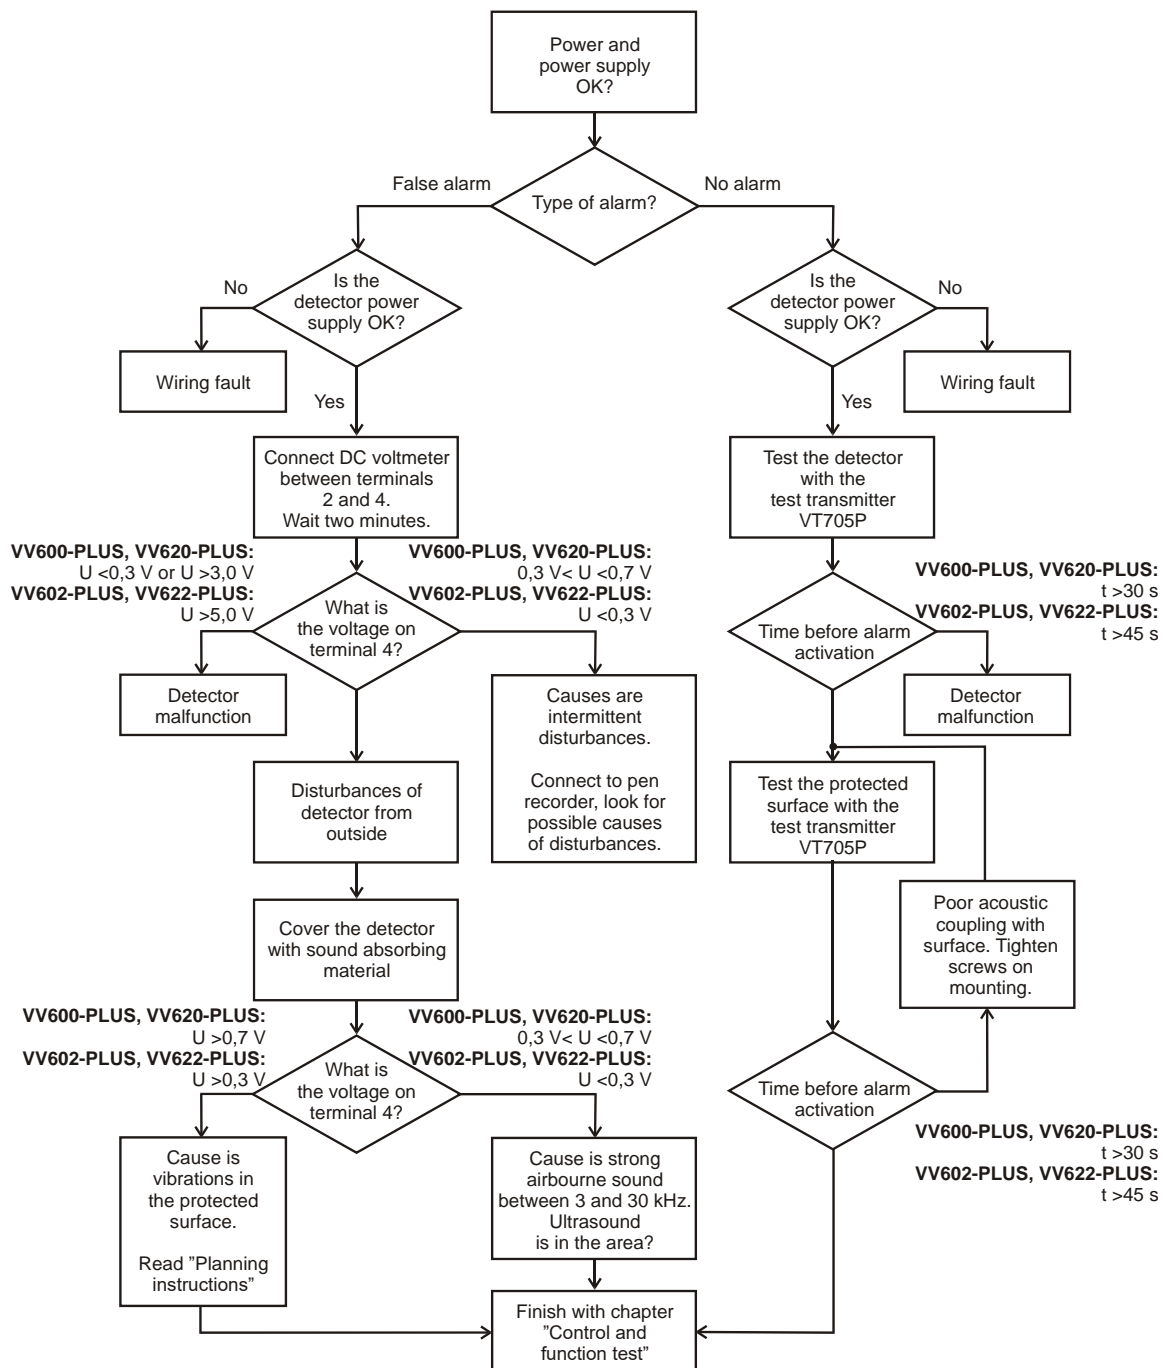 Power and
power supply
OK?
False alarm
No alarm
Type of alarm?
No
Is the
detector power
supply OK?
Is the
detector power
supply OK?
No
Wiring fault
Wiring fault
Yes
Yes
Connect DC voltmeter
between terminals
2 and 4.
Wait two minutes.
Test the detector
with the
test transmitter
VT705P
VV600-PLUS, VV620-PLUS:
U <0,3 V or U >3,0 V
VV602-PLUS, VV622-PLUS:
U >5,0 V
VV600-PLUS, VV620-PLUS:
0,3 V< U <0,7 V
VV602-PLUS, VV622-PLUS:
U <0,3 V
What is
the voltage on
terminal 4?
VV600-PLUS, VV620-PLUS:
t >30 s
VV602-PLUS, VV622-PLUS:
t >45 s
Time before alarm
activation
Detector
malfunction
Causes are
intermittent
disturbances.
Connect to pen
recorder, look for
possible causes
of disturbances.
Detector
malfunction
Disturbances of
detector from
outside
Test the protected
surface with the
test transmitter
VT705P
Cover the detector
with sound absorbing
material
Poor acoustic
coupling with
surface. Tighten
screws on
mounting.
VV600-PLUS, VV620-PLUS:
U >0,7 V
VV602-PLUS, VV622-PLUS:
U >0,3 V
VV600-PLUS, VV620-PLUS:
0,3 V< U <0,7 V
VV602-PLUS, VV622-PLUS:
U <0,3 V
What is
the voltage on
terminal 4?
Time before alarm
activation
VV600-PLUS, VV620-PLUS:
t >30 s
VV602-PLUS, VV622-PLUS:
t >45 s
Cause is
vibrations in
the protected
surface.
Read ”Planning
instructions”
Cause is strong
airbourne sound
between 3 and 30 kHz.
Ultrasound
is in the area?
Finish with chapter
”Control and
function test”